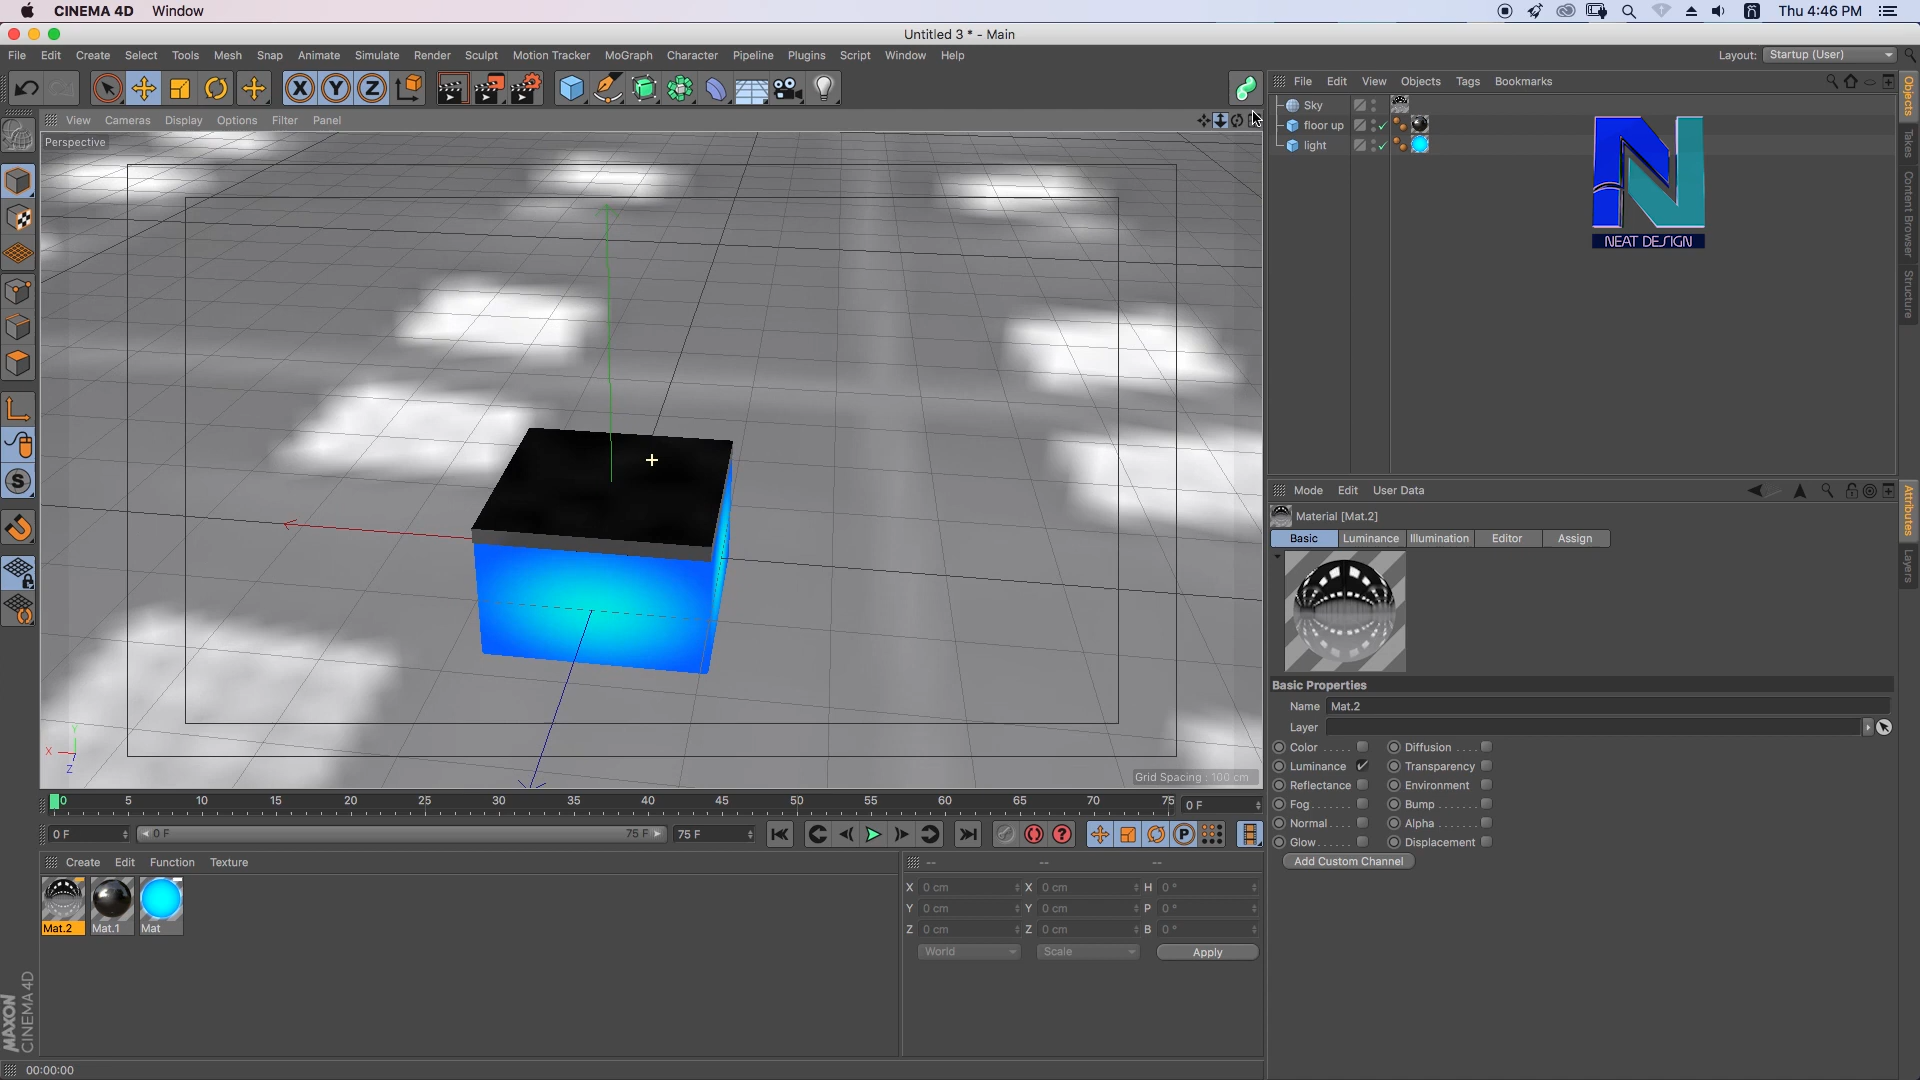 CINEMA 4D Window
Thu 4:46 PM
Untitled 3 * - Main
File Edit Create Select Tools Mesh Snap Animate Simulate Render Sculpt Motion Tracker MoGraph Character Pipeline Plugins Script Window Help
Layout: Startup (User)
X Y Z
File Edit View Objects Tags Bookmarks
View Cameras Display Options Filter Panel
Perspective
Sky
floor up
light
NEAT DESIGN
Objects
Takes
Content Browser
Structure
Mode Edit User Data
Material [Mat.2]
Basic Luminance Illumination Editor Assign
Attributes
Layers
Basic Properties
Name Mat.2
Layer
Color ..... Diffusion ....
Luminance Transparency
Reflectance Environment
Fog....... Bump .......
Normal..... Alpha .......
Glow...... Displacement
Add Custom Channel
Y
X
Z
Grid Spacing : 100 cm
0 5 10 15 20 25 30 35 40 45 50 55 60 65 70 75 0 F
0 F 0 F 75 F 75 F
Create Edit Function Texture
-- -- --
Mat.2 Mat.1 Mat
X 0 cm X 0 cm H 0 °
Y 0 cm Y 0 cm P 0 °
Z 0 cm Z 0 cm B 0 °
World Scale Apply
MAXON
CINEMA 4D
00:00:00